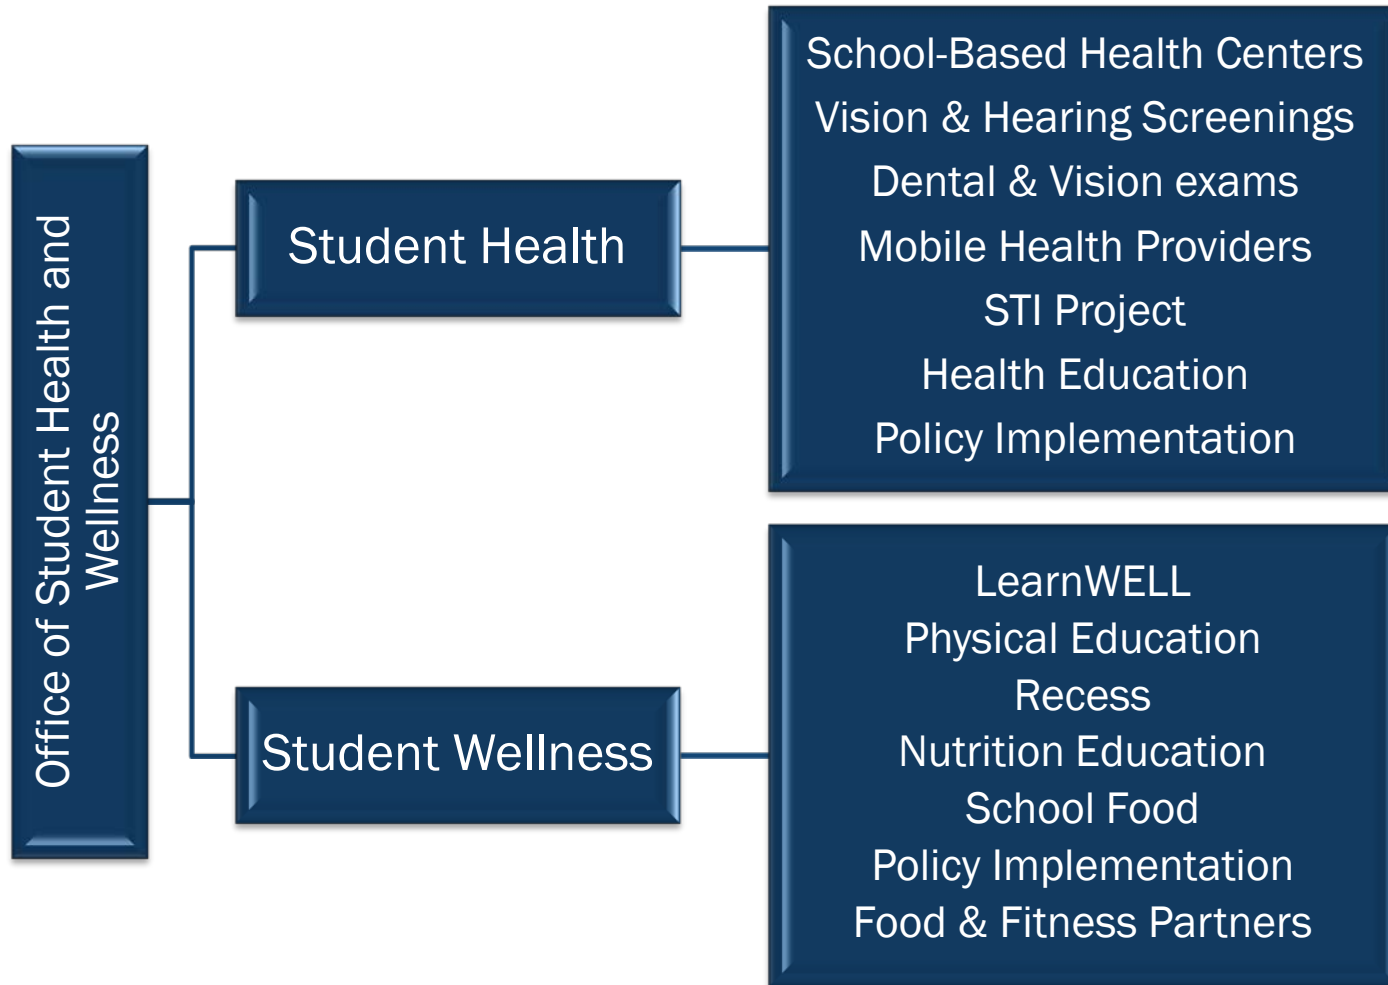 Office of Student Health and
Wellness
Student Health
School-Based Health Centers
Vision & Hearing Screenings
Dental & Vision exams
Mobile Health Providers
STI Project
Health Education
Policy Implementation
Student Wellness
LearnWELL
Physical Education
Recess
Nutrition Education
School Food
Policy Implementation
Food & Fitness Partners